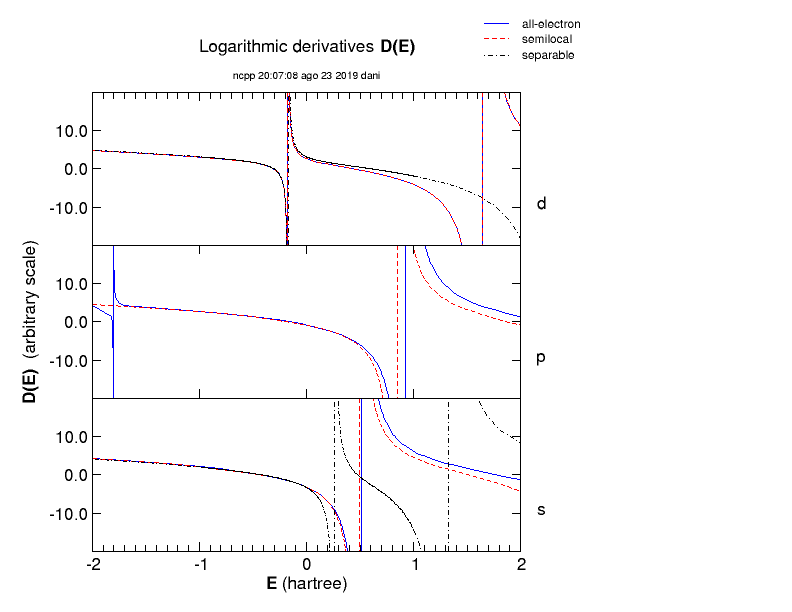 all-electron
semilocal
separable
Logarithmic derivatives D(E)
ncpp 20:07:08 ago 23 2019 dani
10.0
0.0
-10.0
d
10.0
0.0
-10.0
p
10.0
0.0
-10.0
s
D(E) (arbitrary scale)
-2 -1 0 1 2
E (hartree)